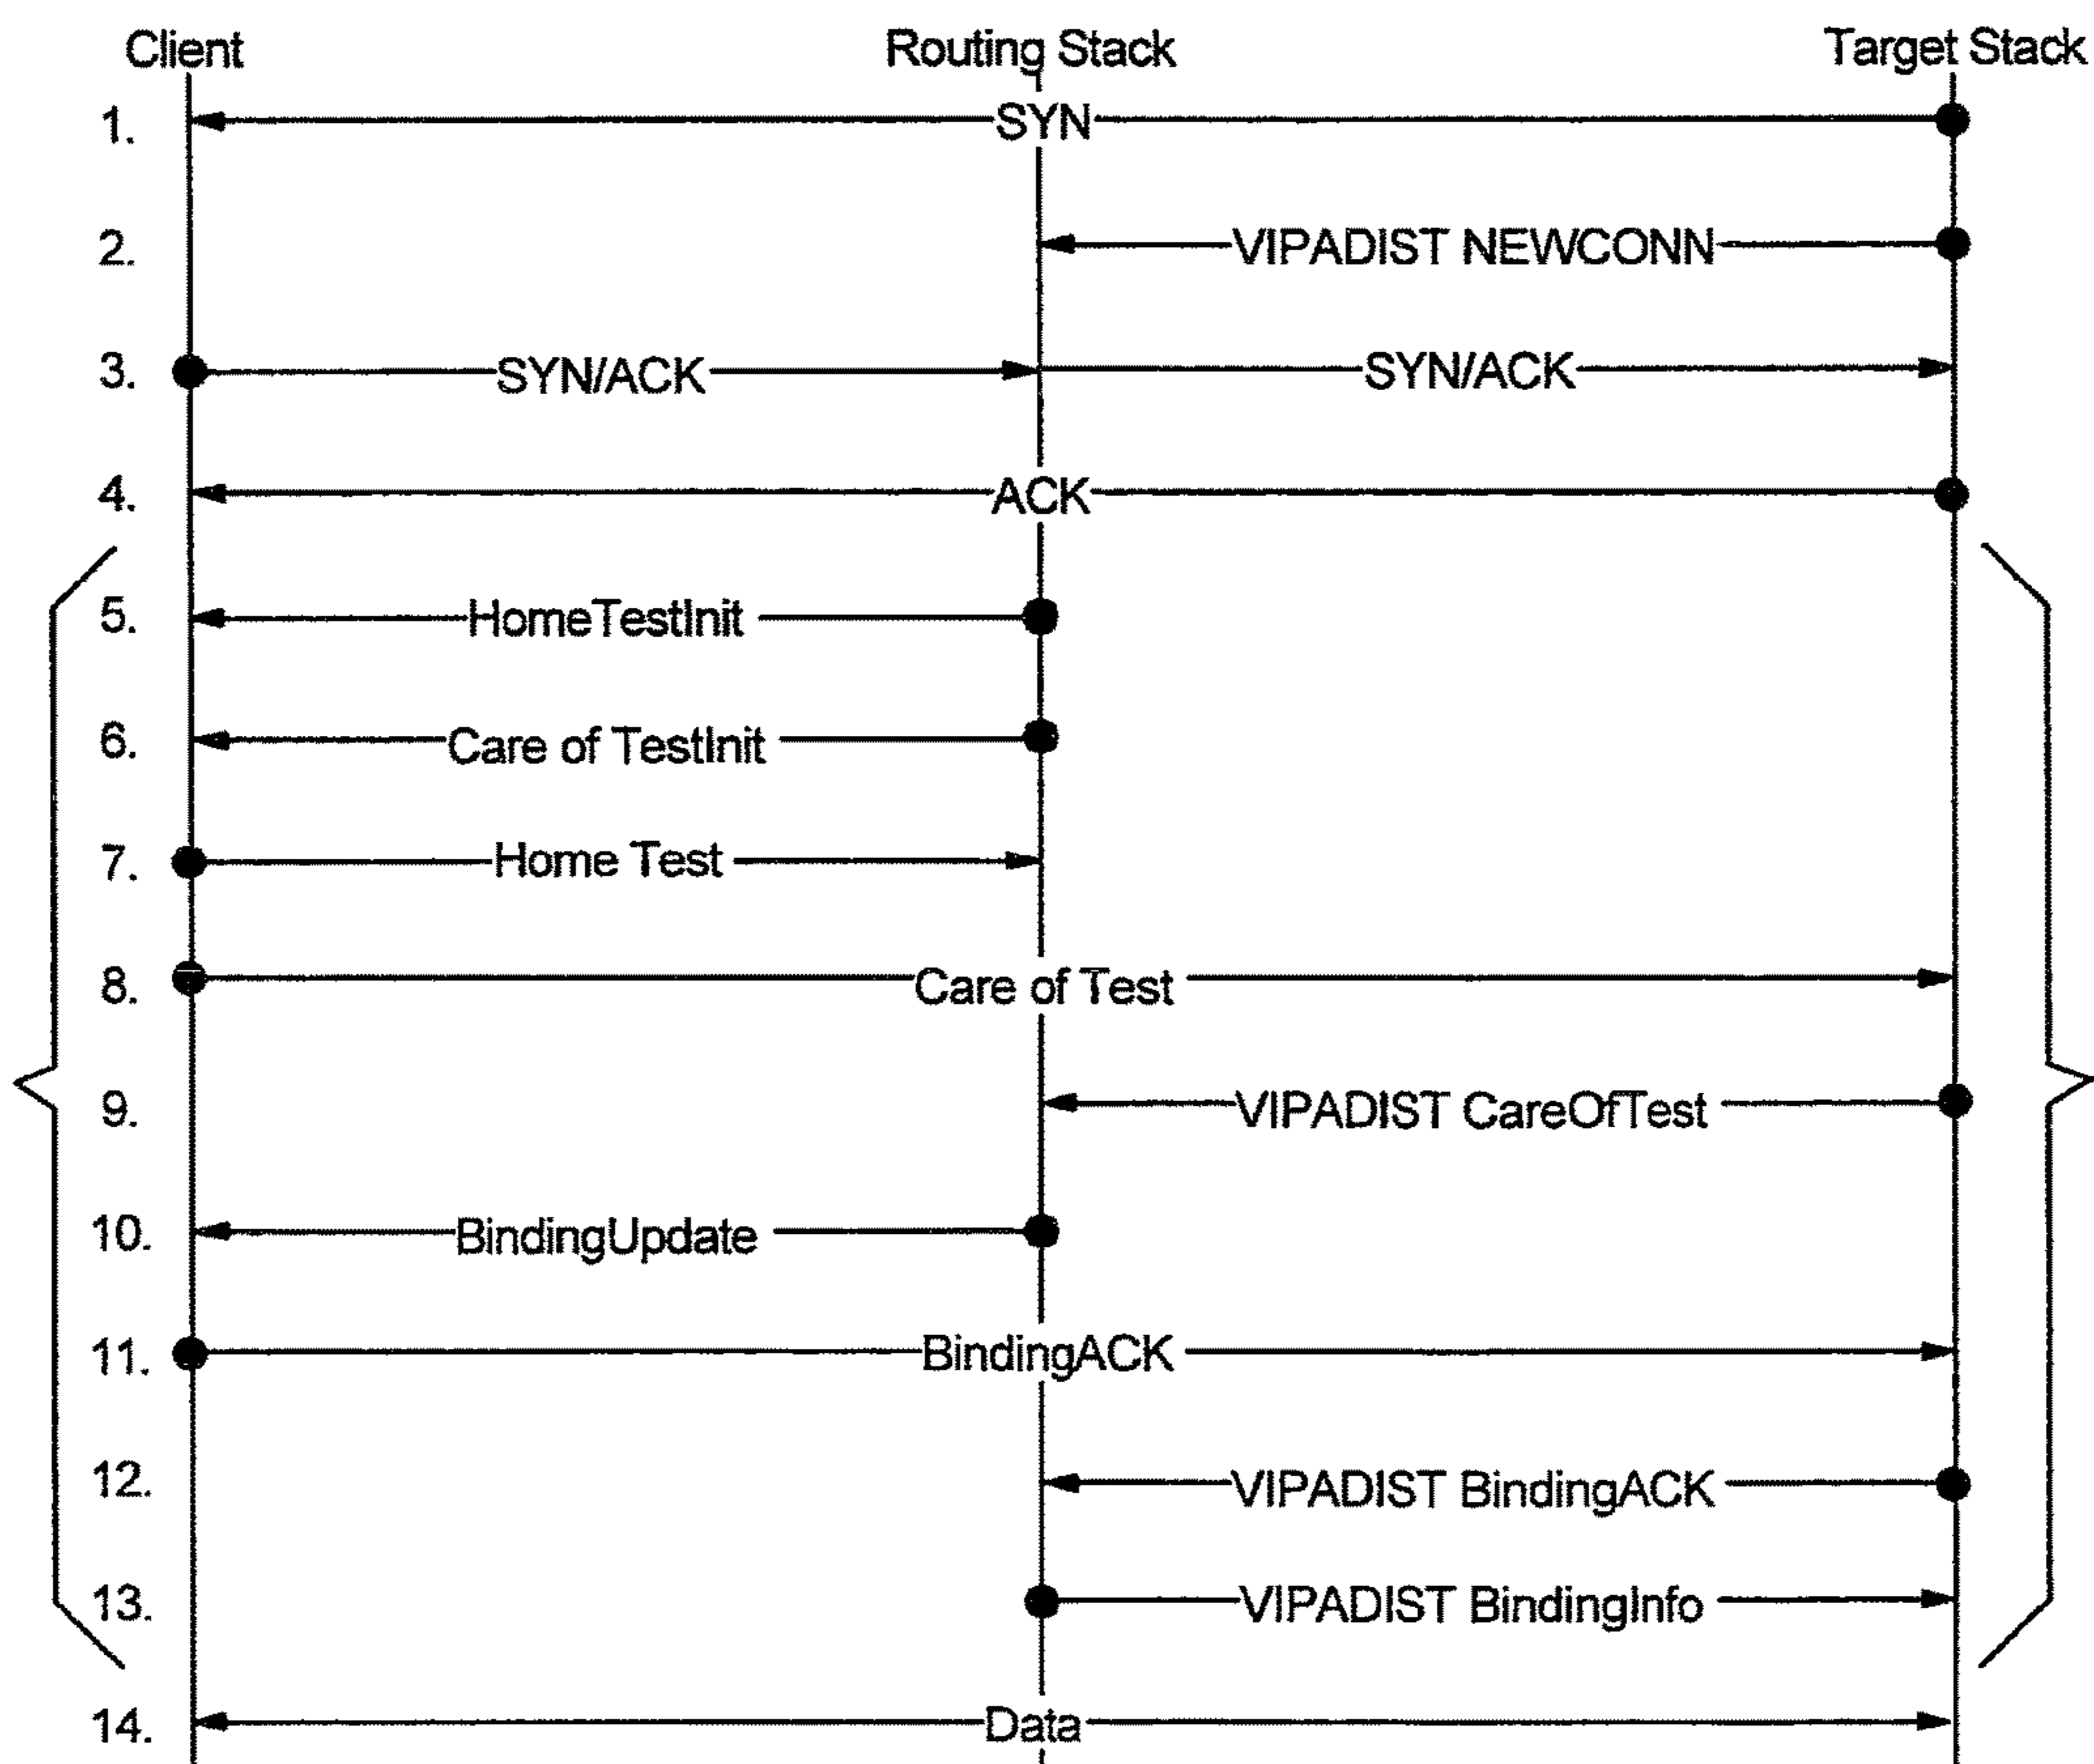 Client Routing Stack Target Stack
1. SYN
2. VIPADIST NEWCONN
3. SYN/ACK SYN/ACK
4. ACK
5. HomeTestInit
6. Care of TestInit
7. Home Test
8. Care of Test
9. VIPADIST CareOfTest
10. BindingUpdate
11. BindingACK
12. VIPADIST BindingACK
13. VIPADIST BindingInfo
14. Data